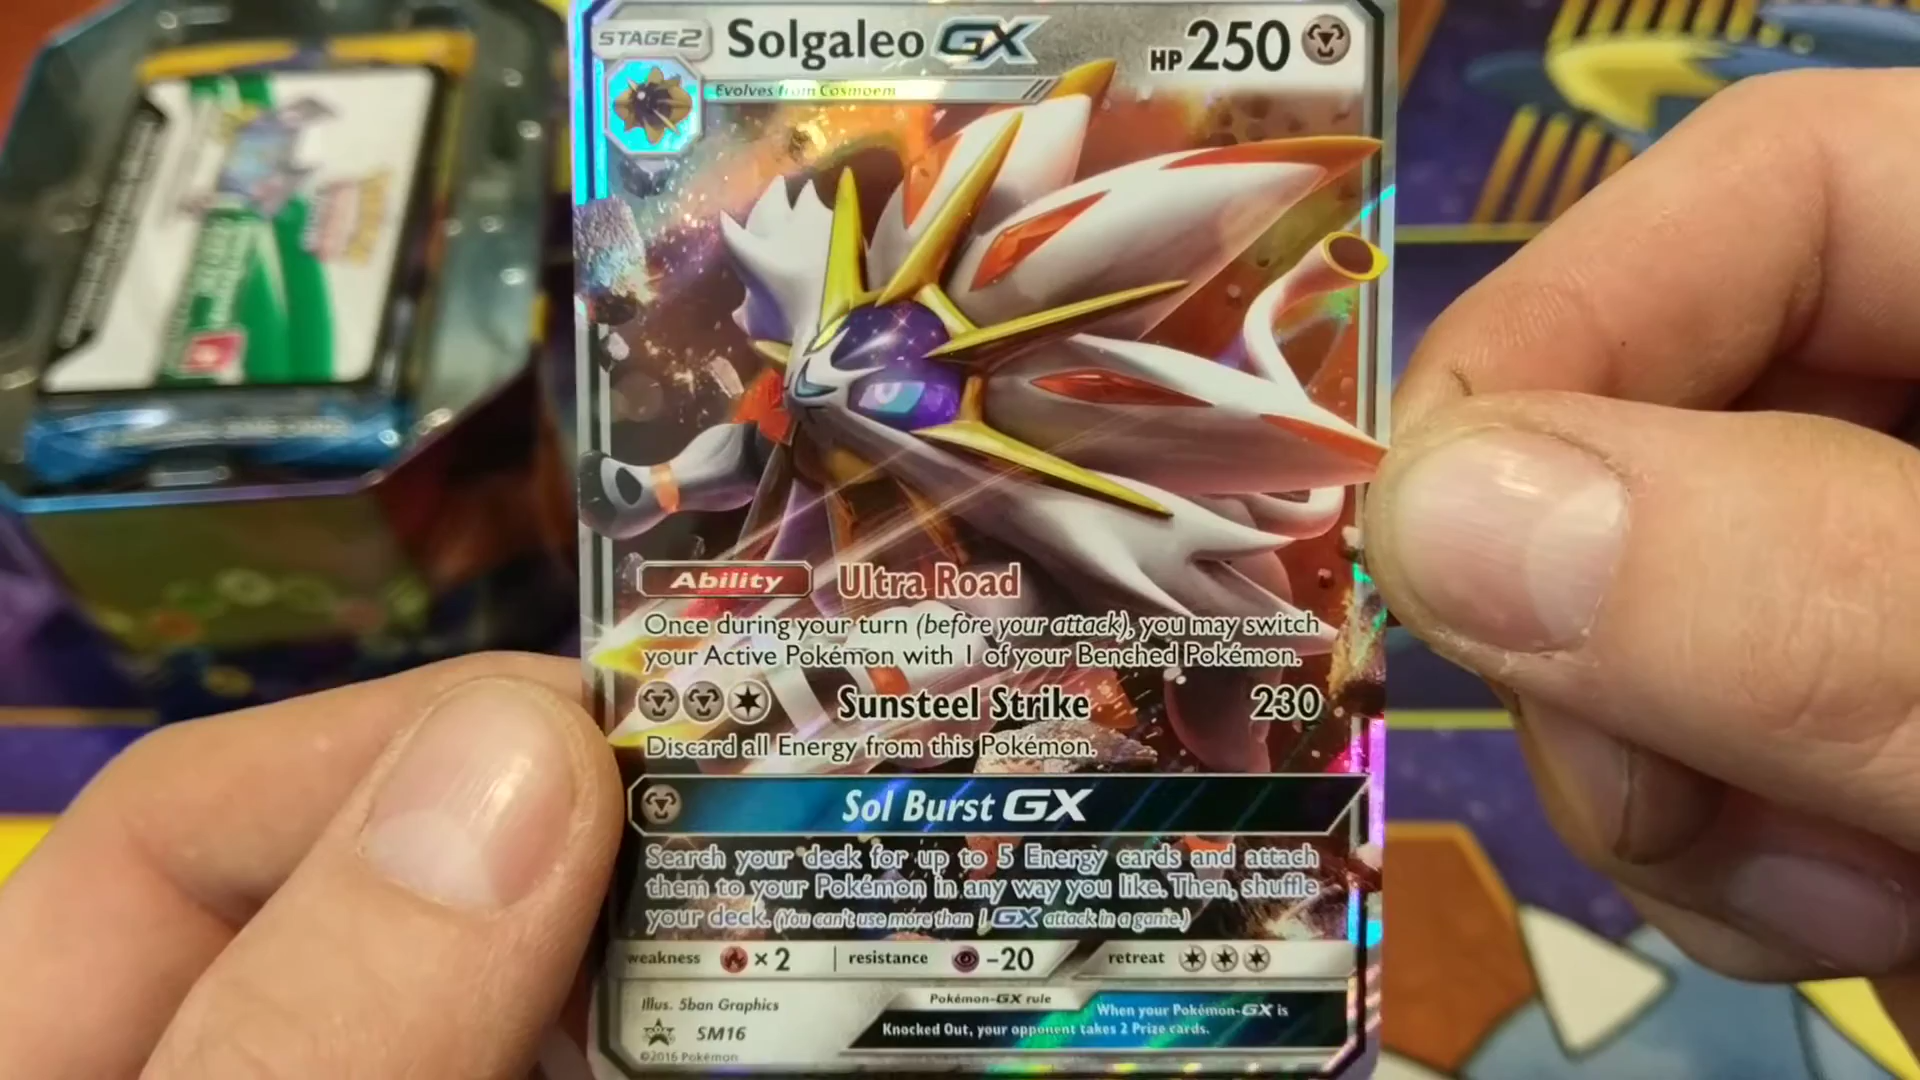 STAGE2 Solgaleo GX HP 250
Evolves from Cosmoem
Ability Ultra Road
Once during your turn (before your attack), you may switch
your Active Pokémon with 1 of your Benched Pokémon.
Sunsteel Strike 230
Discard all Energy from this Pokémon.
Sol Burst GX
Search your deck for up to 5 Energy cards and attach
them to your Pokémon in any way you like. Then, shuffle
your deck. (You can't use more than 1 GX attack in a game.)
weakness ×2 resistance -20 retreat
Illus. 5ban Graphics
SM16
©2016 Pokémon
Pokémon-GX rule
When your Pokémon-GX is
Knocked Out, your opponent takes 2 Prize cards.